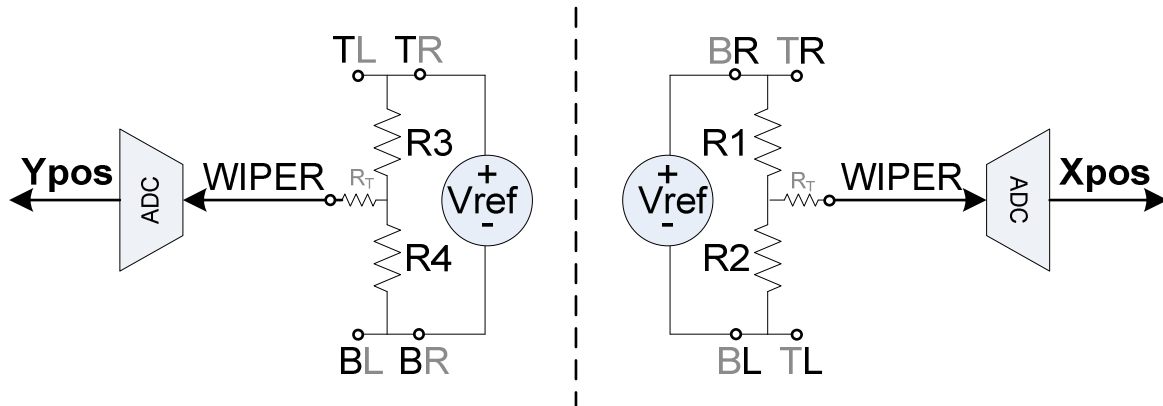 TL TR
R3
Ypos
ADC
WIPER
RT
+
Vref
-
R4
BL BR
BR TR
R1
+
Vref
-
RT
WIPER
ADC
Xpos
R2
BL TL